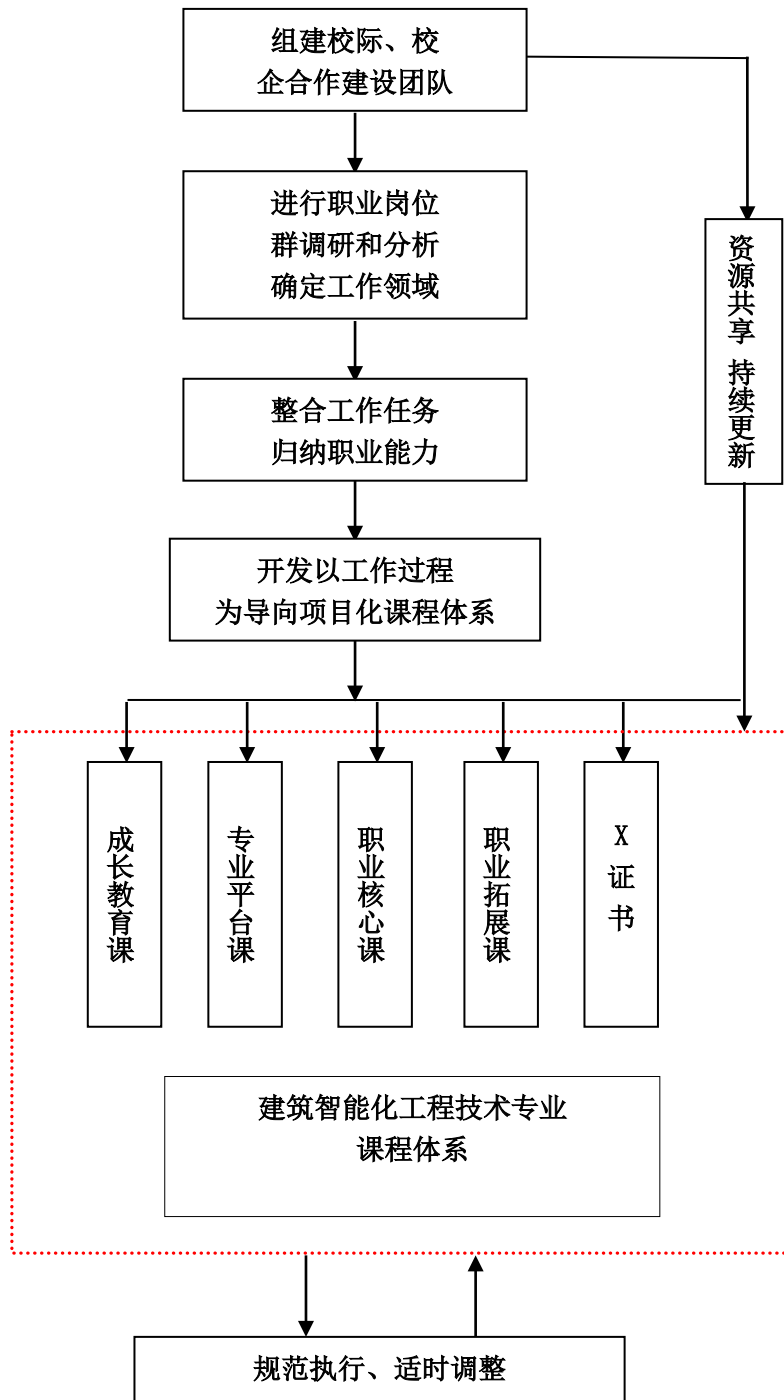 组建校际、校
企合作建设团队
进行职业岗位
群调研和分析
确定工作领域
资源共享 持续更新
整合工作任务
归纳职业能力
开发以工作过程
为导向项目化课程体系
成长教育课
专业平台课
职业核心课
职业拓展课
X证书
建筑智能化工程技术专业
课程体系
规范执行、适时调整